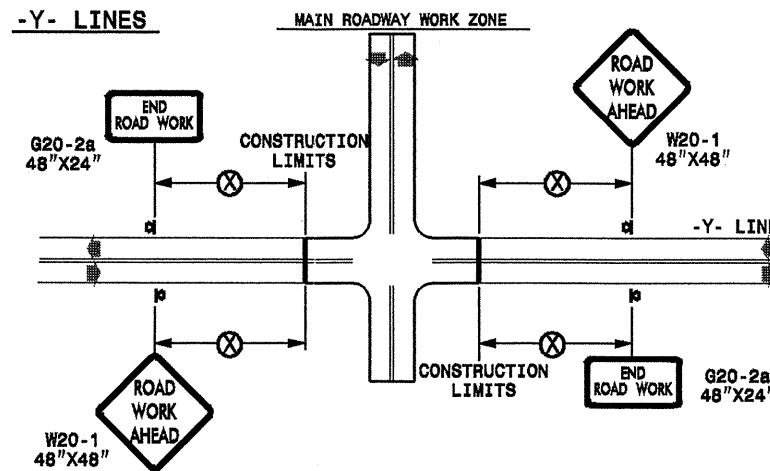 -Y- LINES
MAIN ROADWAY WORK ZONE
END
ROAD WORK
G20-2a
48"X24"
CONSTRUCTION
LIMITS
X
X
ROAD
WORK
AHEAD
W20-1
48"X48"
-Y- LIN
X
X
ROAD
WORK
AHEAD
W20-1
48"X48"
CONSTRUCTION
LIMITS
END
ROAD WORK
G20-2a
48"X24"